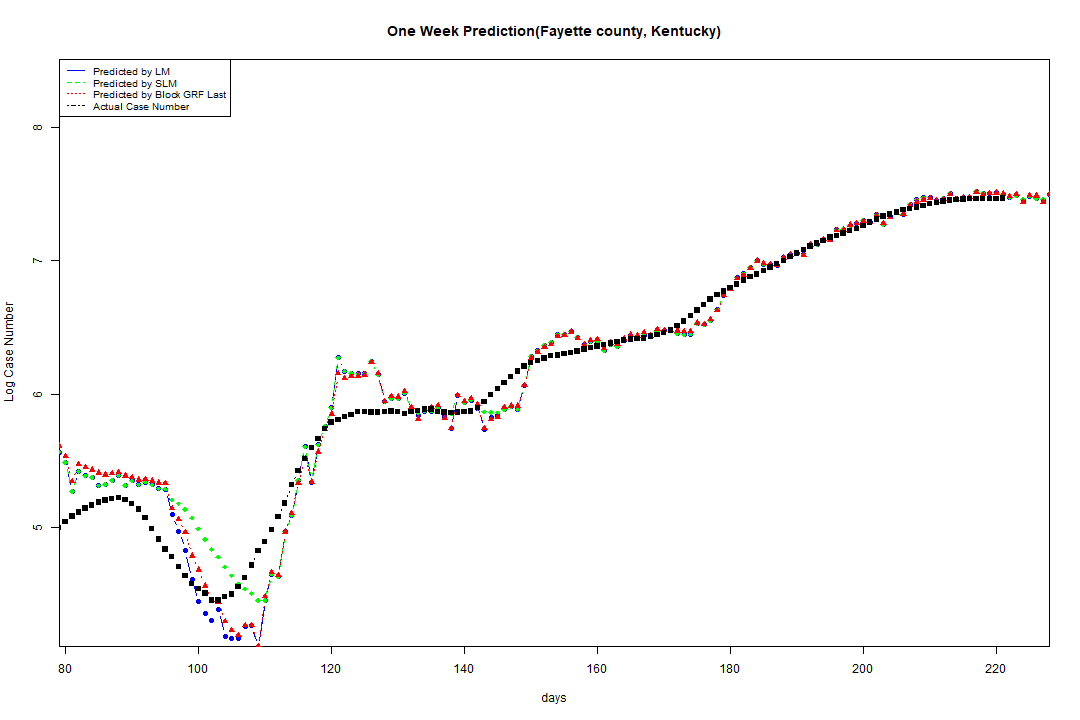 One Week Prediction(Fayette county, Kentucky)
Predicted by LM
Predicted by SLM
Predicted by Block GRF Last
Actual Case Number
8
7
6
5
Log Case Number
80 100 120 140 160 180 200 220
days